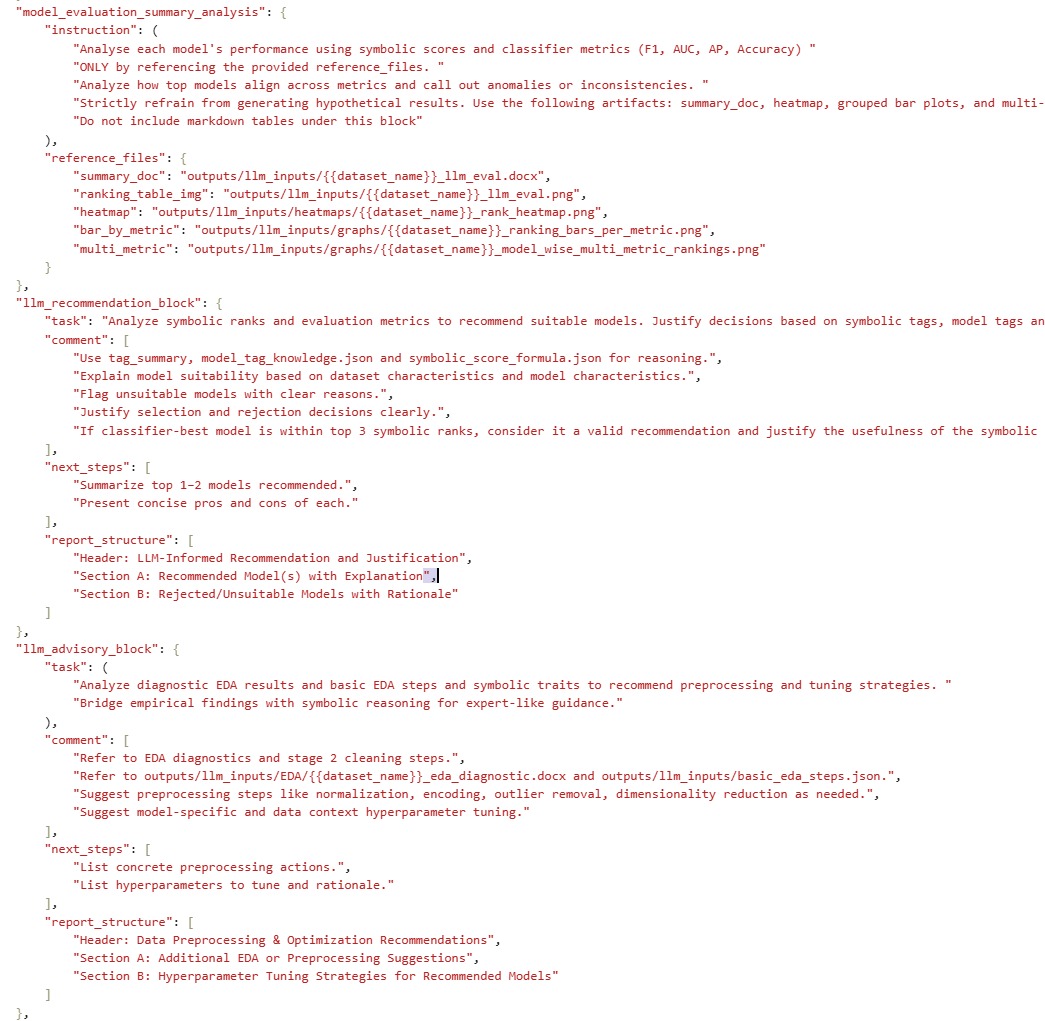 "model_evaluation_summary_analysis": {
"instruction": (
"Analyse each model's performance using symbolic scores and classifier metrics (F1, AUC, AP, Accuracy) "
"ONLY by referencing the provided reference_files. "
"Analyze how top models align across metrics and call out anomalies or inconsistencies. "
"Strictly refrain from generating hypothetical results. Use the following artifacts: summary_doc, heatmap, grouped bar plots, and multi-
"Do not include markdown tables under this block"
),
"reference_files": {
"summary_doc": "outputs/llm_inputs/{{dataset_name}}_llm_eval.docx",
"ranking_table_img": "outputs/llm_inputs/{{dataset_name}}_llm_eval.png",
"heatmap": "outputs/llm_inputs/heatmaps/{{dataset_name}}_rank_heatmap.png",
"bar_by_metric": "outputs/llm_inputs/graphs/{{dataset_name}}_ranking_bars_per_metric.png",
"multi_metric": "outputs/llm_inputs/graphs/{{dataset_name}}_model_wise_multi_metric_rankings.png"
}
},
"llm_recommendation_block": {
"task": "Analyze symbolic ranks and evaluation metrics to recommend suitable models. Justify decisions based on symbolic tags, model tags an
"comment": [
"Use tag_summary, model_tag_knowledge.json and symbolic_score_formula.json for reasoning.",
"Explain model suitability based on dataset characteristics and model characteristics.",
"Flag unsuitable models with clear reasons.",
"Justify selection and rejection decisions clearly.",
"If classifier-best model is within top 3 symbolic ranks, consider it a valid recommendation and justify the usefulness of the symbolic
],
"next_steps": [
"Summarize top 1–2 models recommended.",
"Present concise pros and cons of each."
],
"report_structure": [
"Header: LLM-Informed Recommendation and Justification",
"Section A: Recommended Model(s) with Explanation",
"Section B: Rejected/Unsuitable Models with Rationale"
]
},
"llm_advisory_block": {
"task": (
"Analyze diagnostic EDA results and basic EDA steps and symbolic traits to recommend preprocessing and tuning strategies. "
"Bridge empirical findings with symbolic reasoning for expert-like guidance."
),
"comment": [
"Refer to EDA diagnostics and stage 2 cleaning steps.",
"Refer to outputs/llm_inputs/EDA/{{dataset_name}}_eda_diagnostic.docx and outputs/llm_inputs/basic_eda_steps.json.",
"Suggest preprocessing steps like normalization, encoding, outlier removal, dimensionality reduction as needed.",
"Suggest model-specific and data context hyperparameter tuning."
],
"next_steps": [
"List concrete preprocessing actions.",
"List hyperparameters to tune and rationale."
],
"report_structure": [
"Header: Data Preprocessing & Optimization Recommendations",
"Section A: Additional EDA or Preprocessing Suggestions",
"Section B: Hyperparameter Tuning Strategies for Recommended Models"
]
},